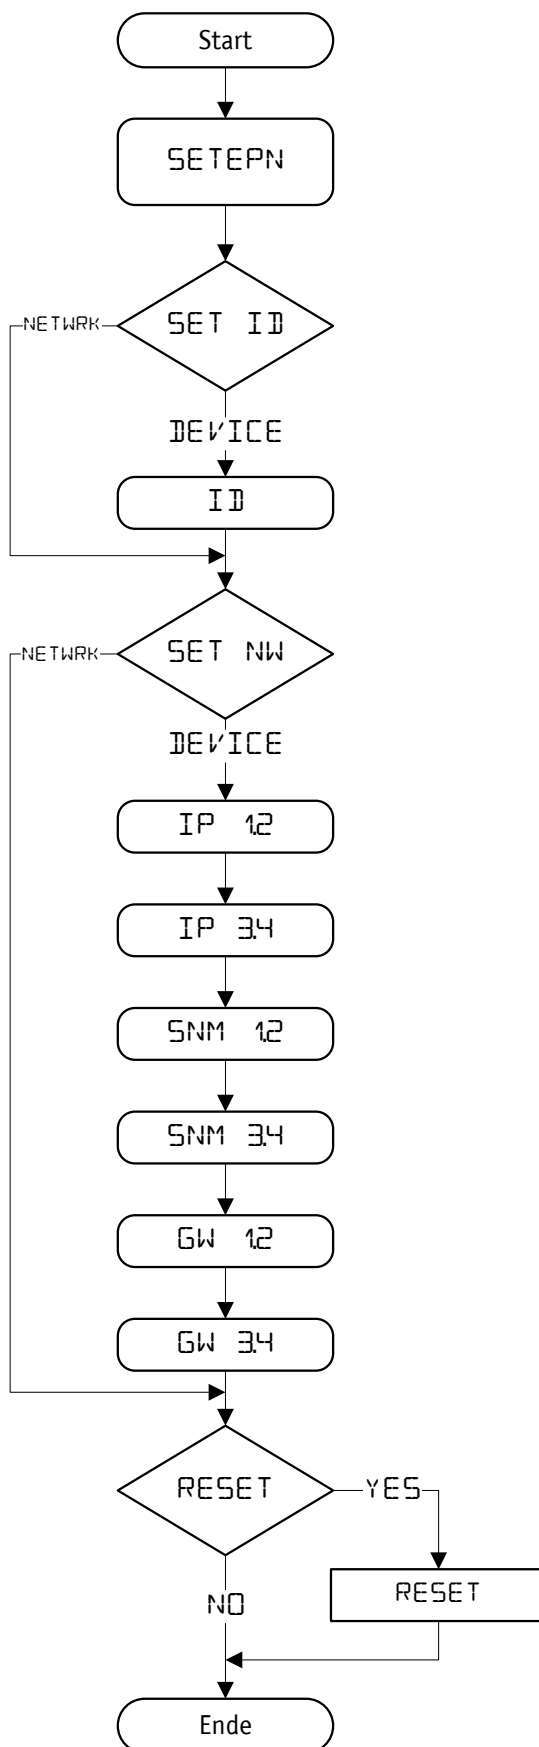 Start
SETEPN
NETWRK
SET ID
DEVICE
ID
NETWRK
SET NW
DEVICE
IP 1.2
IP 3.4
SNM 1.2
SNM 3.4
GW 1.2
GW 3.4
RESET
YES
NO
RESET
Ende